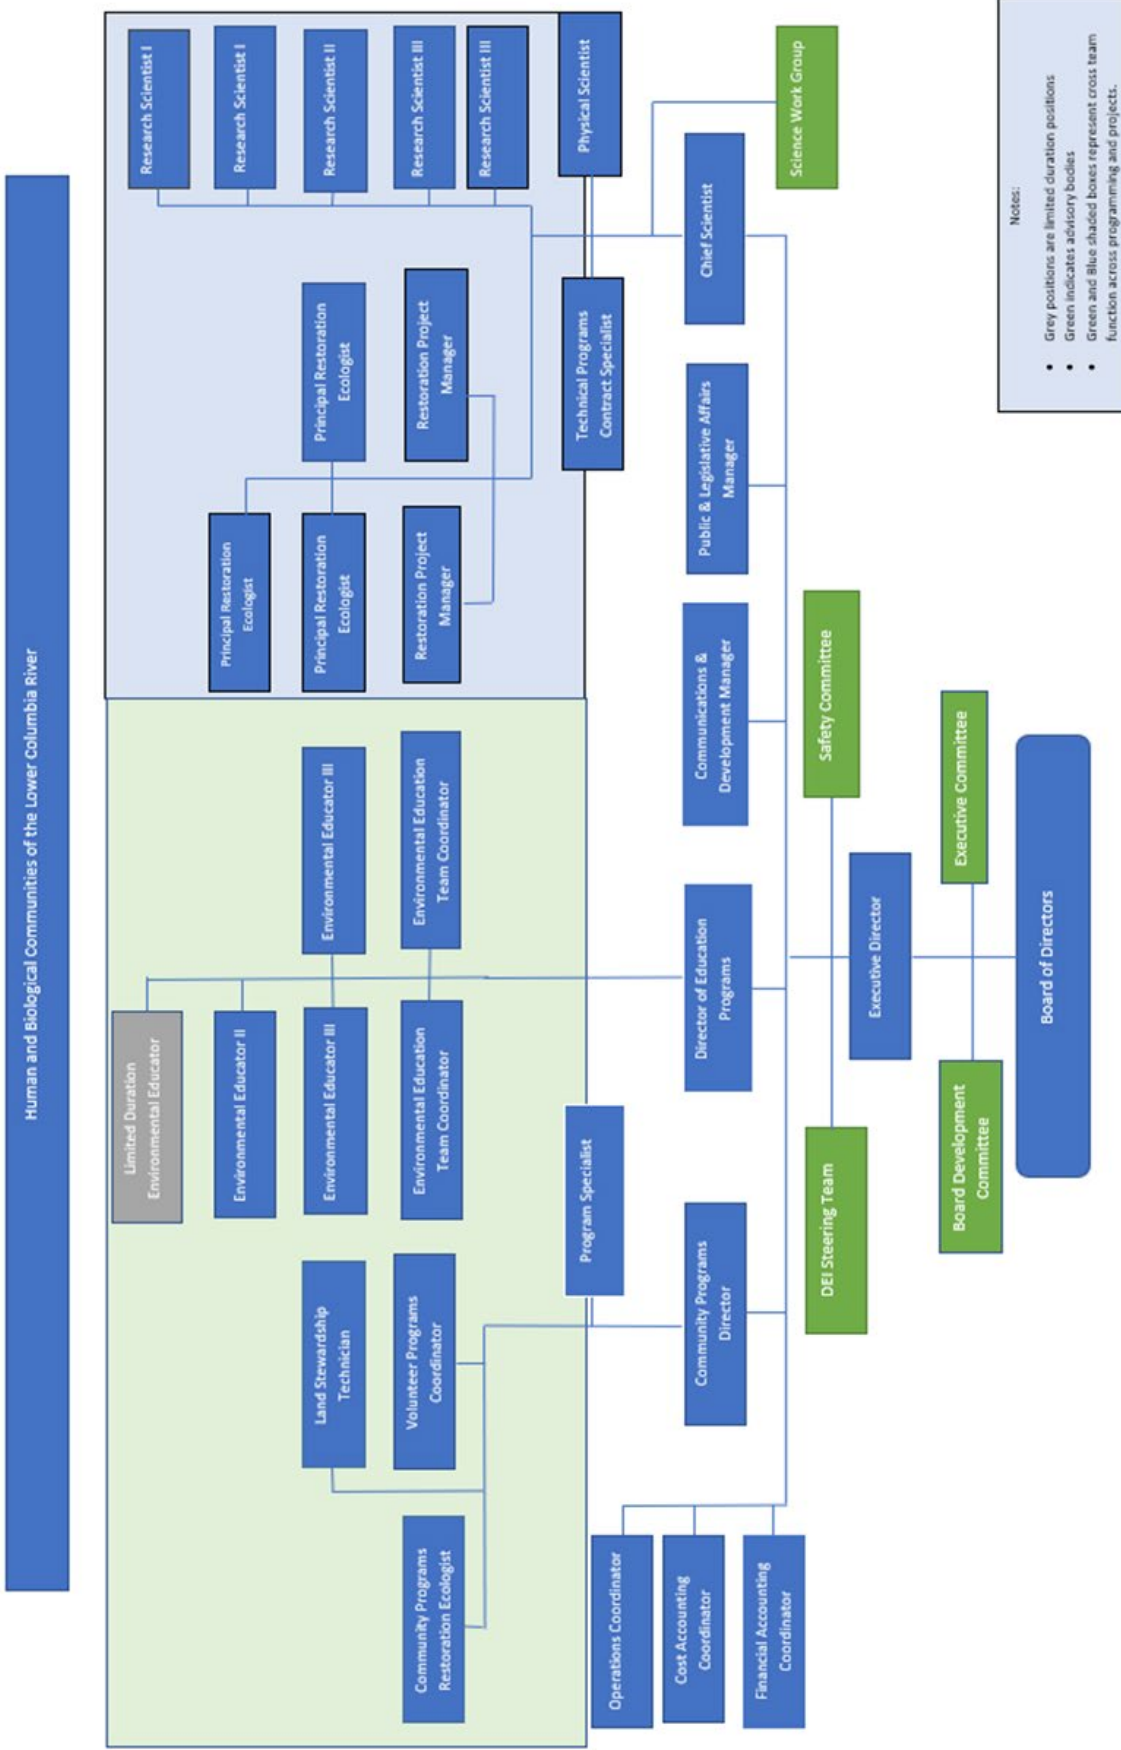 Human and Biological Communities of the Lower Columbia River
Limited Duration
Environmental Educator
Research Scientist I
Principal Restoration
Ecologist
Environmental Educator II
Research Scientist I
Land Stewardship
Technician
Environmental Educator III
Environmental Educator III
Principal Restoration
Ecologist
Principal Restoration
Ecologist
Research Scientist II
Community Programs
Restoration Ecologist
Volunteer Programs
Coordinator
Environmental Education
Team Coordinator
Environmental Education
Team Coordinator
Restoration Project
Manager
Restoration Project
Manager
Research Scientist III
Research Scientist III
Program Specialist
Technical Programs
Contract Specialist
Physical Scientist
Operations Coordinator
Cost Accounting
Coordinator
Financial Accounting
Coordinator
Community Programs
Director
Director of Education
Programs
Communications &
Development Manager
Public & Legislative Affairs
Manager
Chief Scientist
Science Work Group
DEI Steering Team
Safety Committee
Executive Director
Board Development
Committee
Executive Committee
Board of Directors
Notes:
• Grey positions are limited duration positions
• Green indicates advisory bodies
• Green and Blue shaded boxes represent cross team
function across programming and projects.